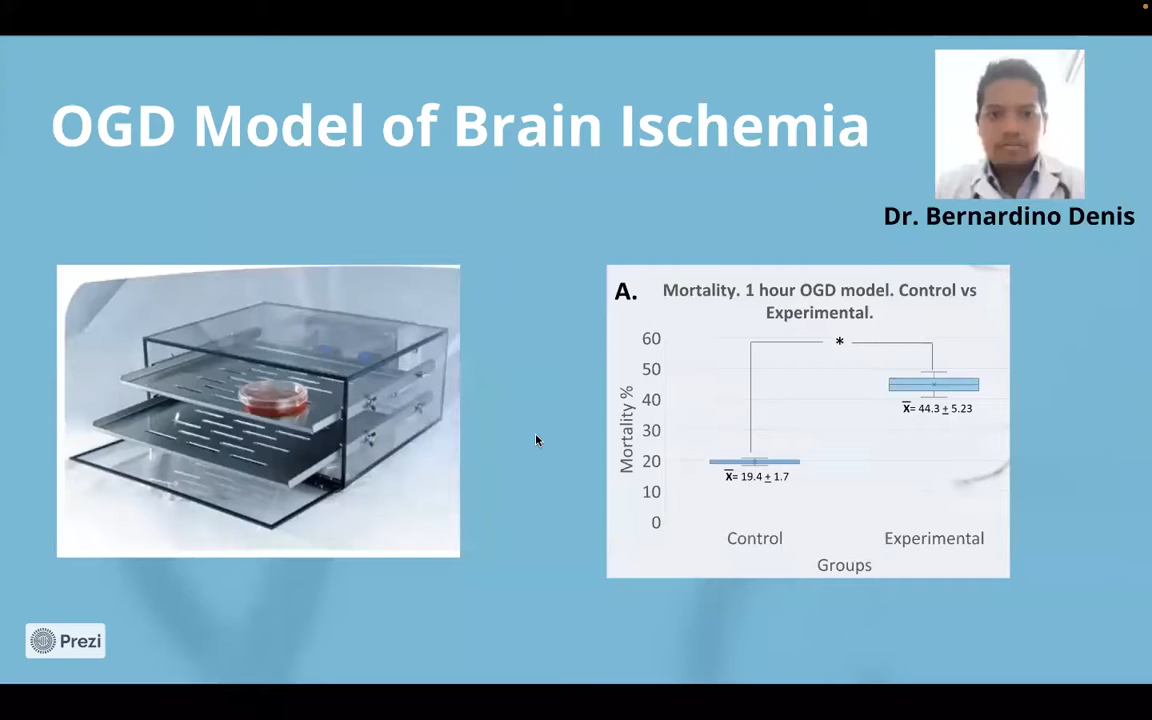 OGD Model of Brain Ischemia
Dr. Bernardino Denis
A.
Mortality. 1 hour OGD model. Control vs
Experimental.
Mortality %
60
50
40
30
20
10
0
*
X̅= 44.3 ± 5.23
X̅= 19.4 ± 1.7
Control
Experimental
Groups
Prezi